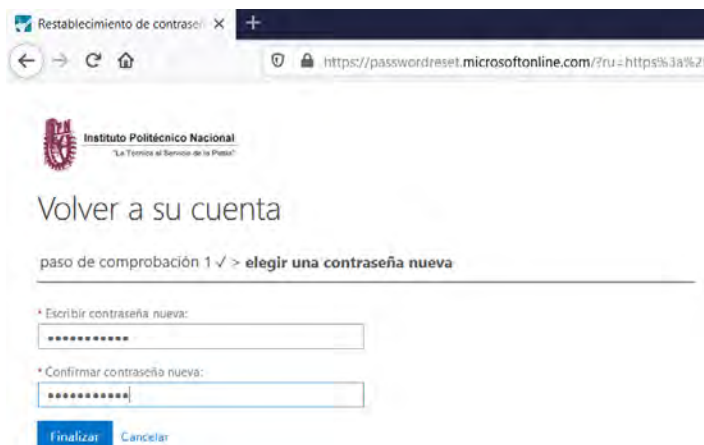 Restablecimiento de contraseñ
https://passwordreset.microsoftonline.com/?ru=https%3a%2
IPN
Instituto Politécnico Nacional
"La Técnica al Servicio de la Patria"
Volver a su cuenta
paso de comprobación 1 ✓ > elegir una contraseña nueva
* Escribir contraseña nueva:
•••••••••••
* Confirmar contraseña nueva:
•••••••••••
Finalizar Cancelar